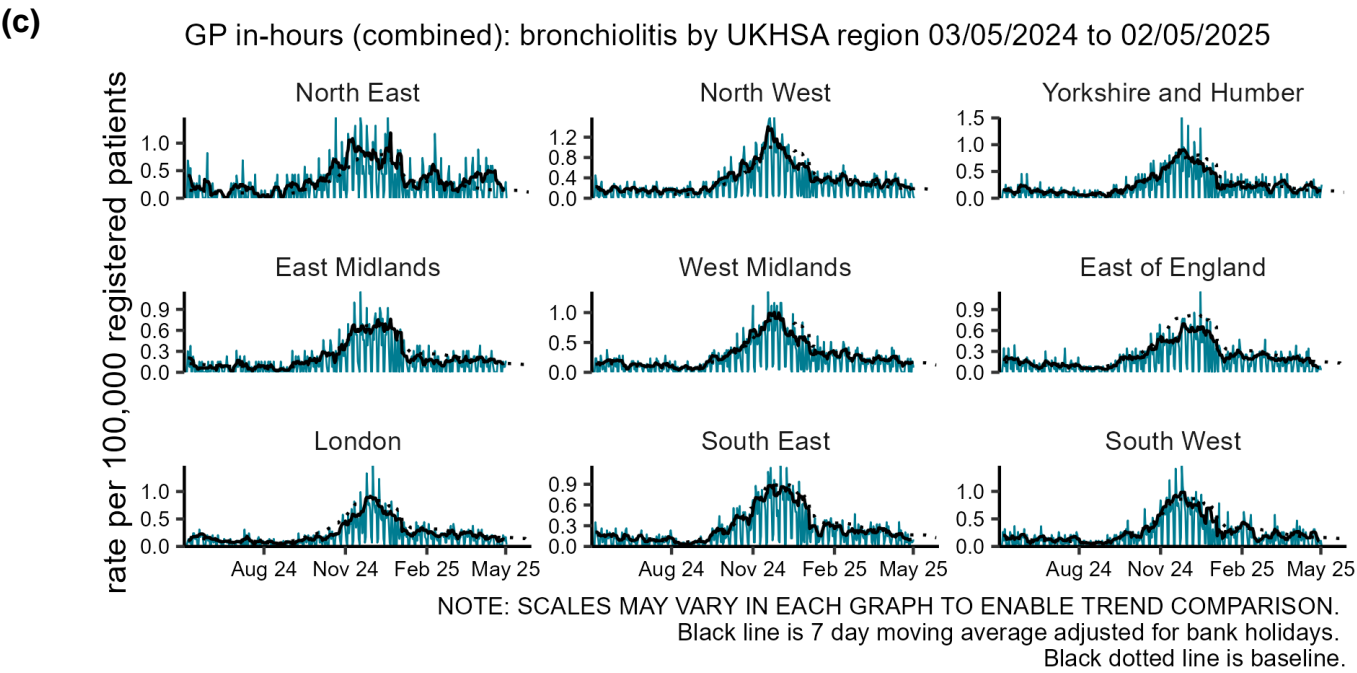 (c)
GP in-hours (combined): bronchiolitis by UKHSA region 03/05/2024 to 02/05/2025
rate per 100,000 registered patients
North East
1.0
0.5
0.0
North West
1.2
0.8
0.4
0.0
Yorkshire and Humber
1.5
1.0
0.5
0.0
East Midlands
0.9
0.6
0.3
0.0
West Midlands
1.0
0.5
0.0
East of England
0.9
0.6
0.3
0.0
London
1.0
0.5
0.0
South East
0.9
0.6
0.3
0.0
South West
1.0
0.5
0.0
Aug 24 Nov 24 Feb 25 May 25
Aug 24 Nov 24 Feb 25 May 25
Aug 24 Nov 24 Feb 25 May 25
NOTE: SCALES MAY VARY IN EACH GRAPH TO ENABLE TREND COMPARISON.
Black line is 7 day moving average adjusted for bank holidays.
Black dotted line is baseline.